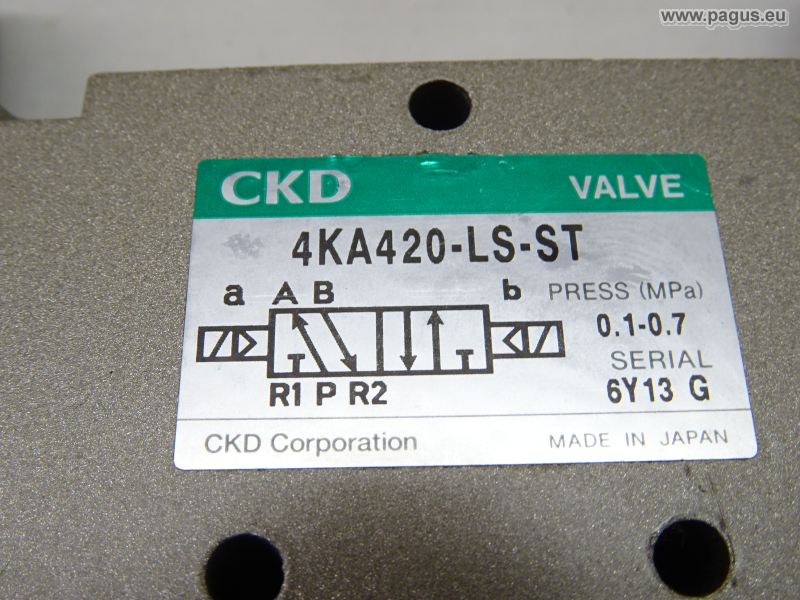 www.pagus.eu
CKD VALVE
4KA420-LS-ST
a A B b PRESS (MPa)
0.1-0.7
SERIAL
R1 P R2 6Y13 G
CKD Corporation MADE IN JAPAN